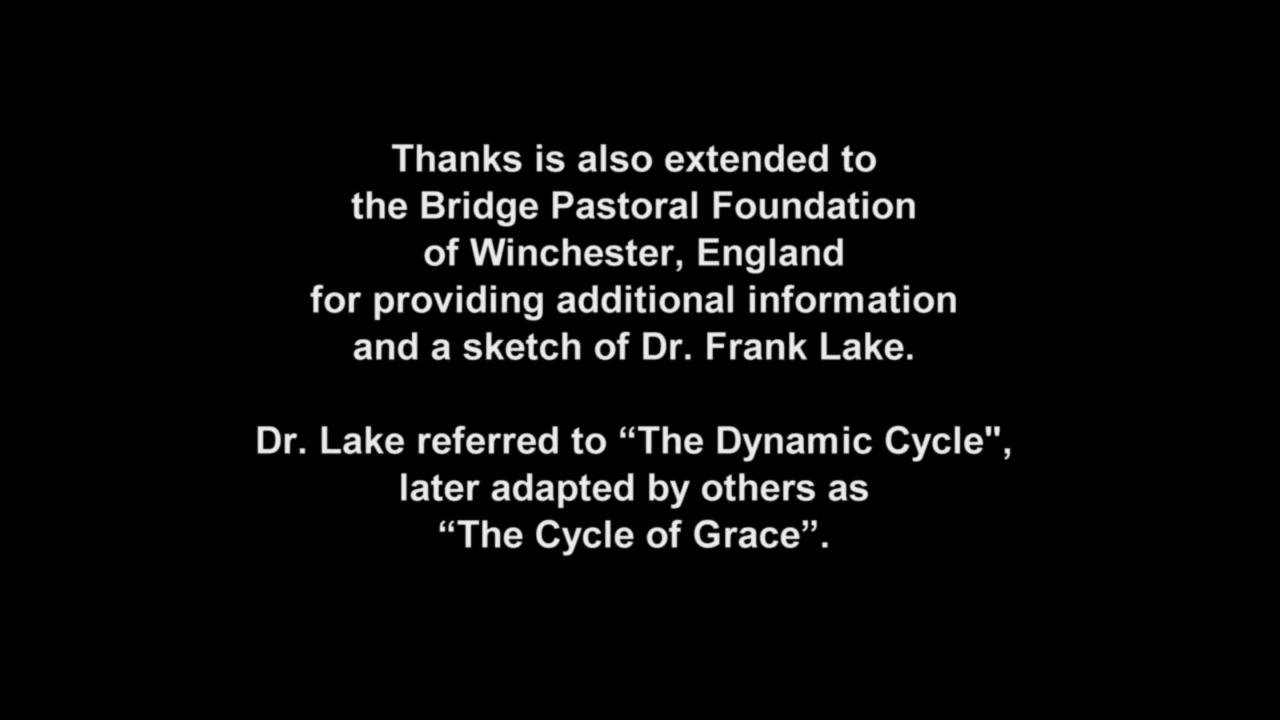 Thanks is also extended to
the Bridge Pastoral Foundation
of Winchester, England
for providing additional information
and a sketch of Dr. Frank Lake.
Dr. Lake referred to “The Dynamic Cycle",
later adapted by others as
“The Cycle of Grace”.